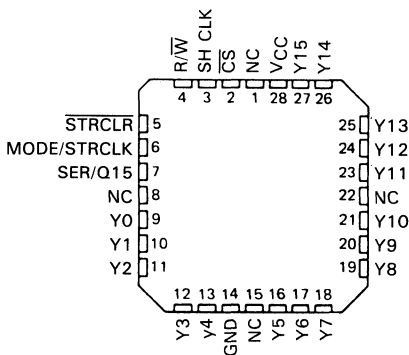 R/W̅ SH CLK C̅S̅ NC VCC Y15 Y14
4 3 2 1 28 27 26
S̅T̅R̅C̅L̅R̅ 5
MODE/STRCLK 6
SER/Q15 7
NC 8
Y0 9
Y1 10
Y2 11
25 Y13
24 Y12
23 Y11
22 NC
21 Y10
20 Y9
19 Y8
12 13 14 15 16 17 18
Y3 y4 GND NC Y5 Y6 Y7